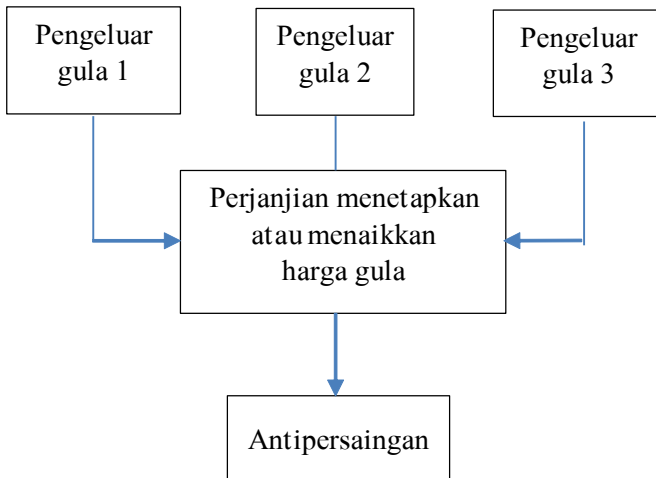 Pengeluar
gula 1
Pengeluar
gula 2
Pengeluar
gula 3
Perjanjian menetapkan
atau menaikkan
harga gula
Antipersaingan